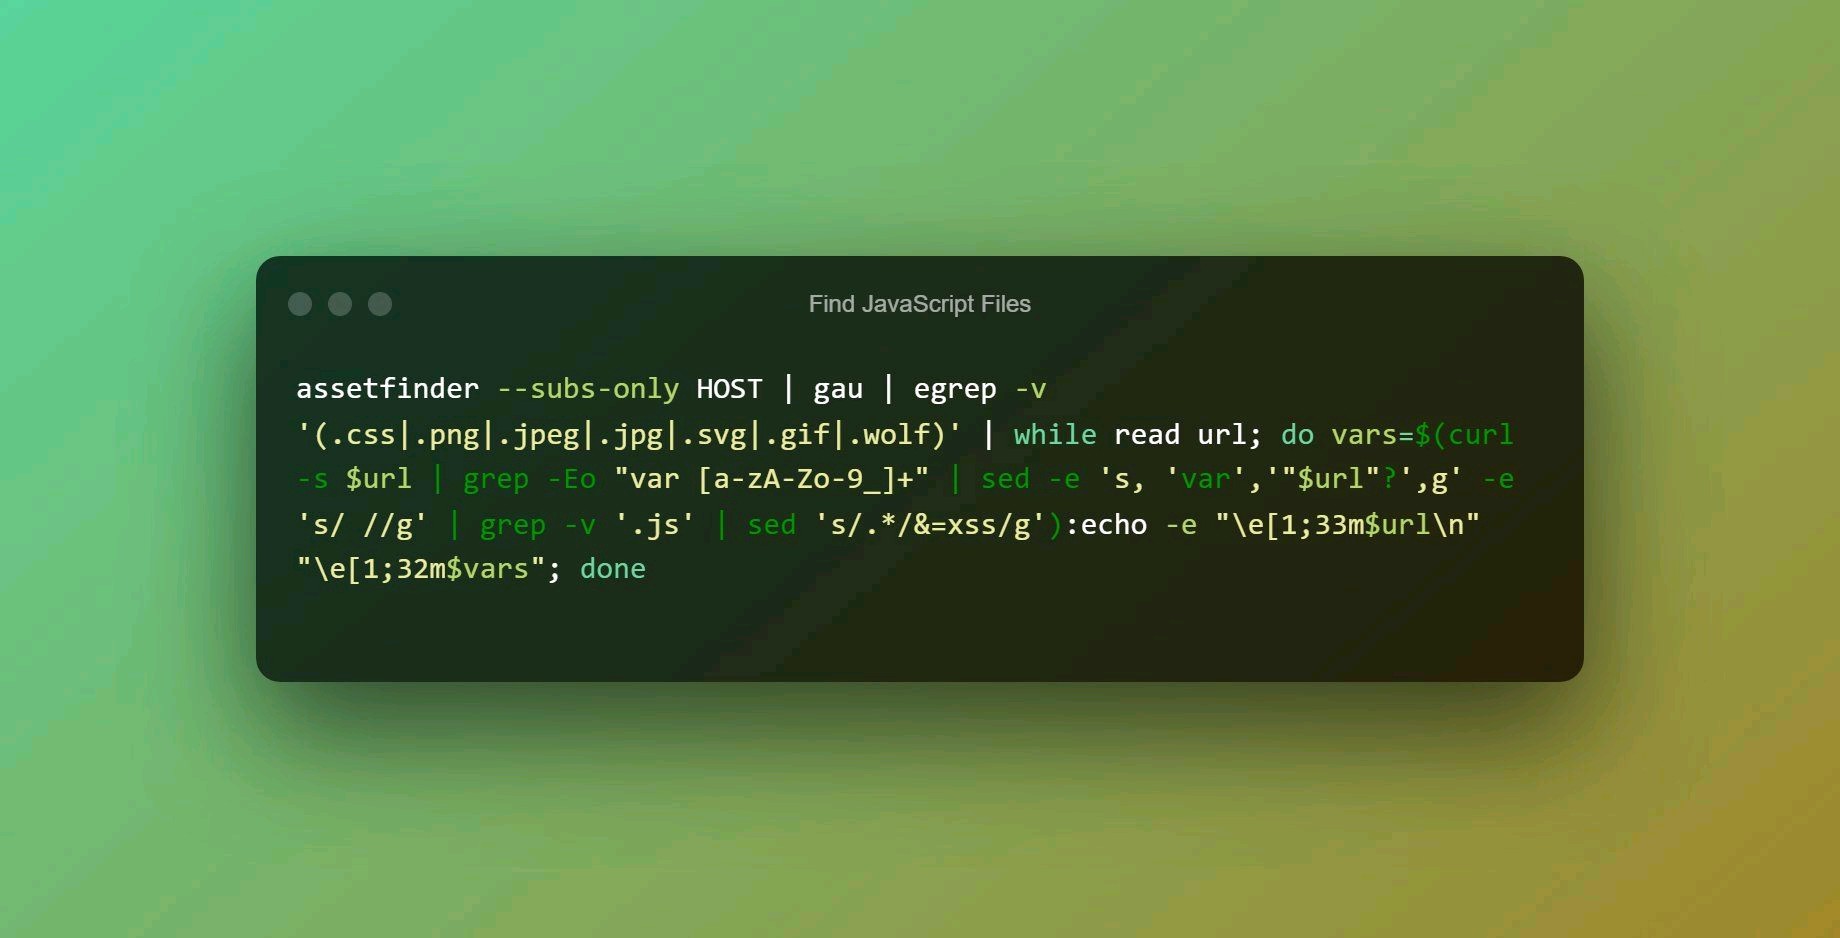 Find JavaScript Files
assetfinder --subs-only HOST | gau | egrep -v
'(.css|.png|.jpeg|.jpg|.svg|.gif|.wolf)' | while read url; do vars=$(curl
-s $url | grep -Eo "var [a-zA-Zo-9_]+" | sed -e 's, 'var','"$url"?',g' -e
's/ //g' | grep -v '.js' | sed 's/.*/&=xss/g'):echo -e "\e[1;33m$url\n"
"\e[1;32m$vars"; done